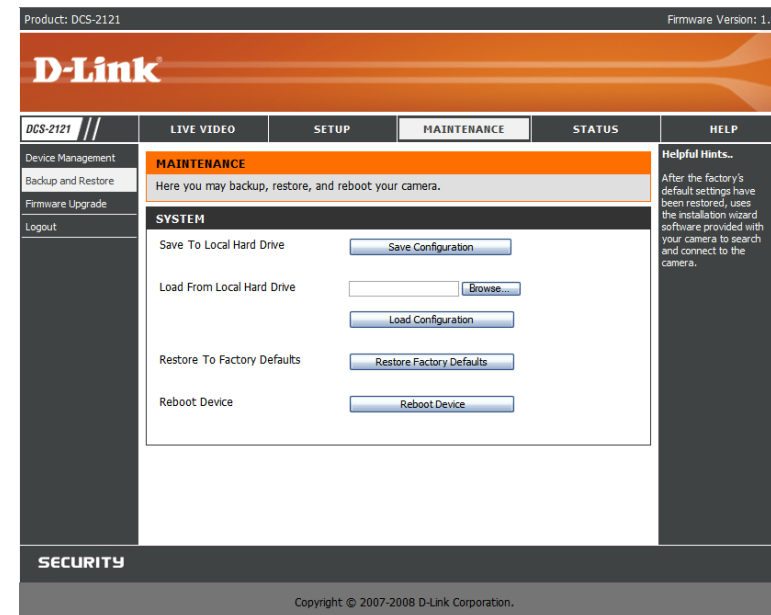 Product: DCS-2121
Firmware Version: 1.
D-Link
DCS-2121
LIVE VIDEO
SETUP
MAINTENANCE
STATUS
HELP
Device Management
Backup and Restore
Firmware Upgrade
Logout
MAINTENANCE
Here you may backup, restore, and reboot your camera.
SYSTEM
Save To Local Hard Drive
Save Configuration
Load From Local Hard Drive
Browse...
Load Configuration
Restore To Factory Defaults
Restore Factory Defaults
Reboot Device
Reboot Device
Helpful Hints..
After the factory's
default settings have
been restored, uses
the installation wizard
software provided with
your camera to search
and connect to the
camera.
SECURITY
Copyright © 2007-2008 D-Link Corporation.